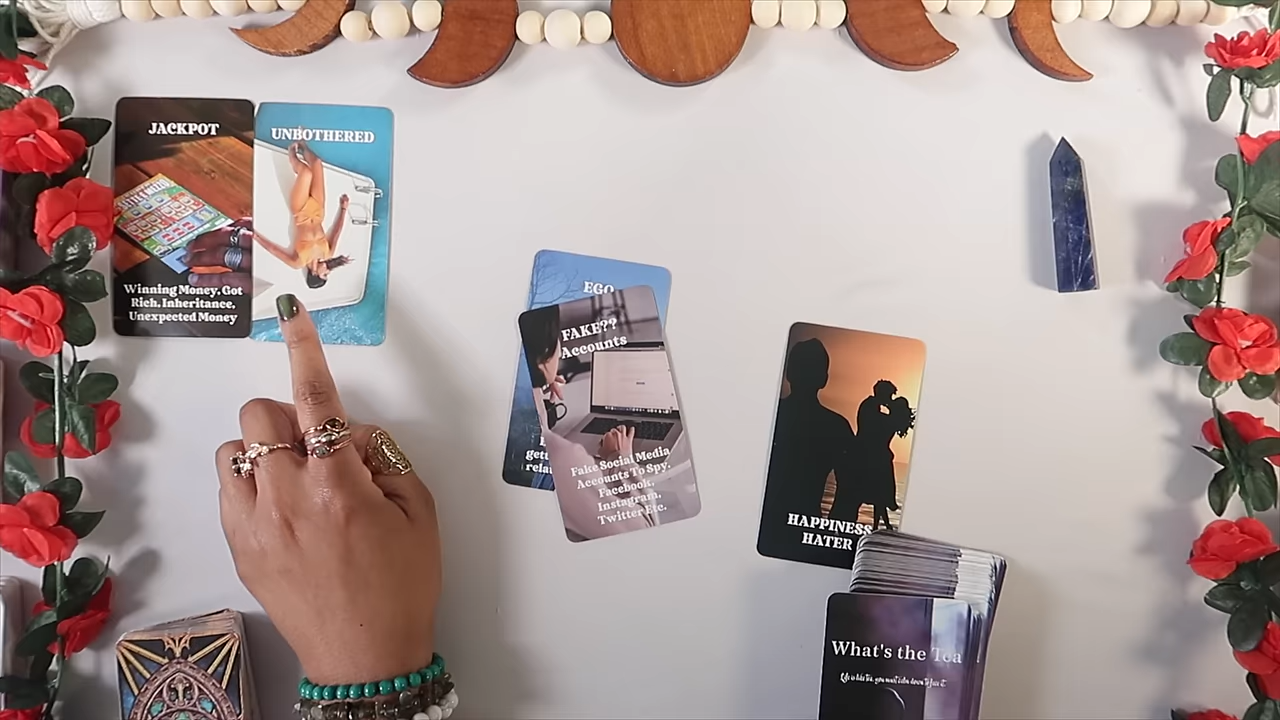 JACKPOT
Winning Money, Got
Rich, Inheritance,
Unexpected Money
UNBOTHERED
EGO
FAKE??
Accounts
Fake Social Media
Accounts To Spy.
Facebook,
Instagram,
Twitter Etc.
HAPPINESS
HATER
What's the Tea